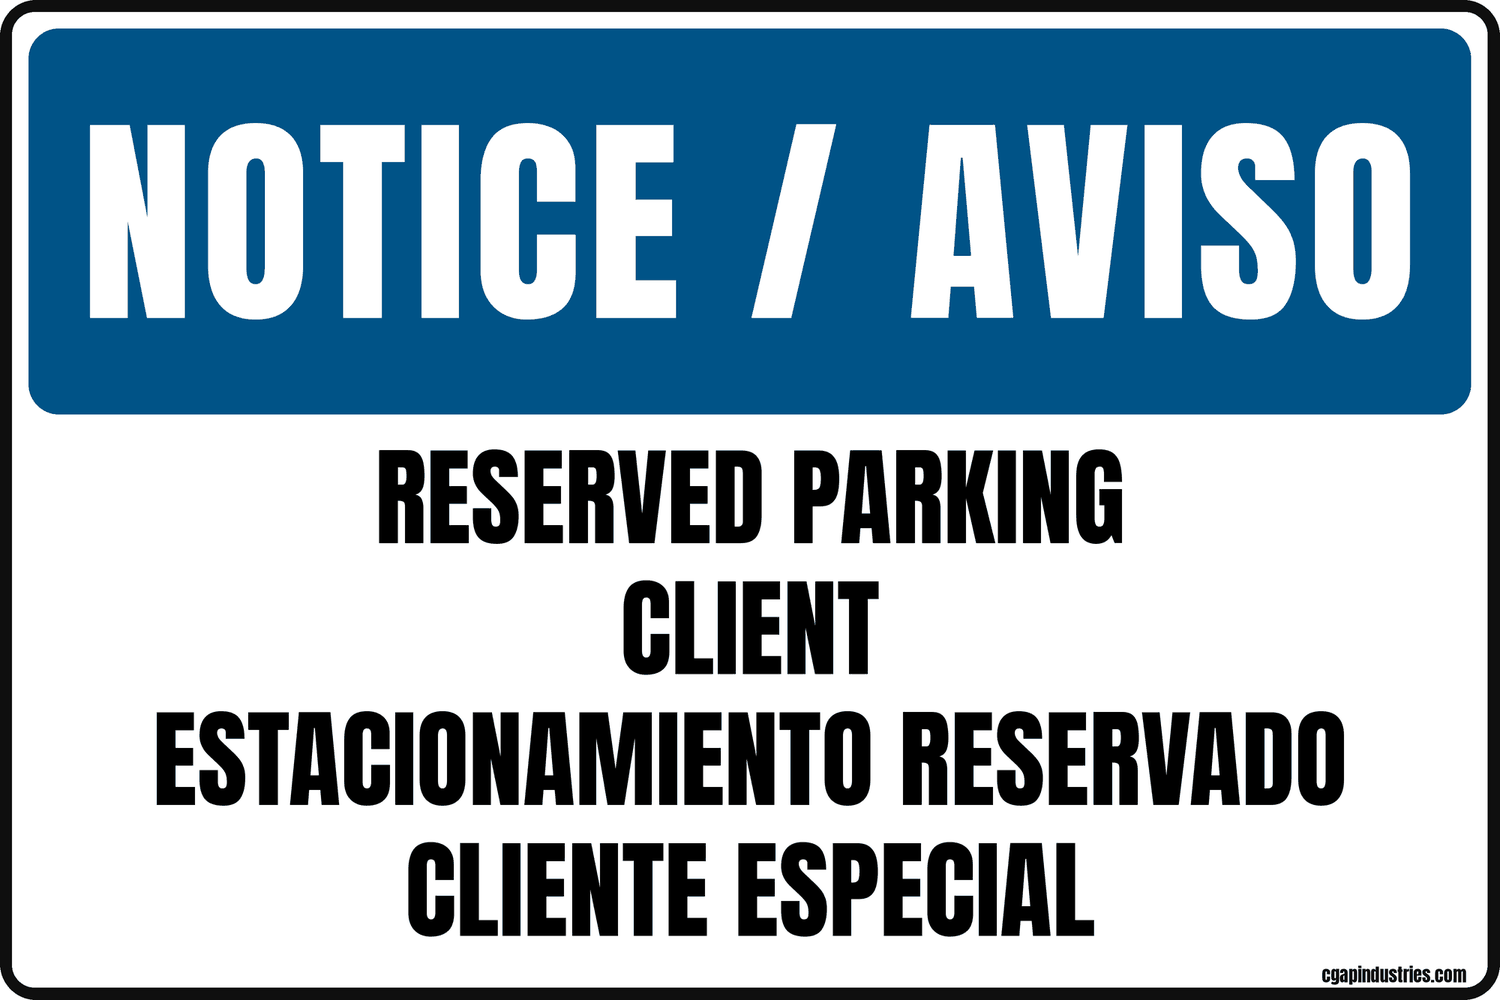 NOTICE / AVISO
RESERVED PARKING
CLIENT
ESTACIONAMIENTO RESERVADO
CLIENTE ESPECIAL
cgapindustries.com